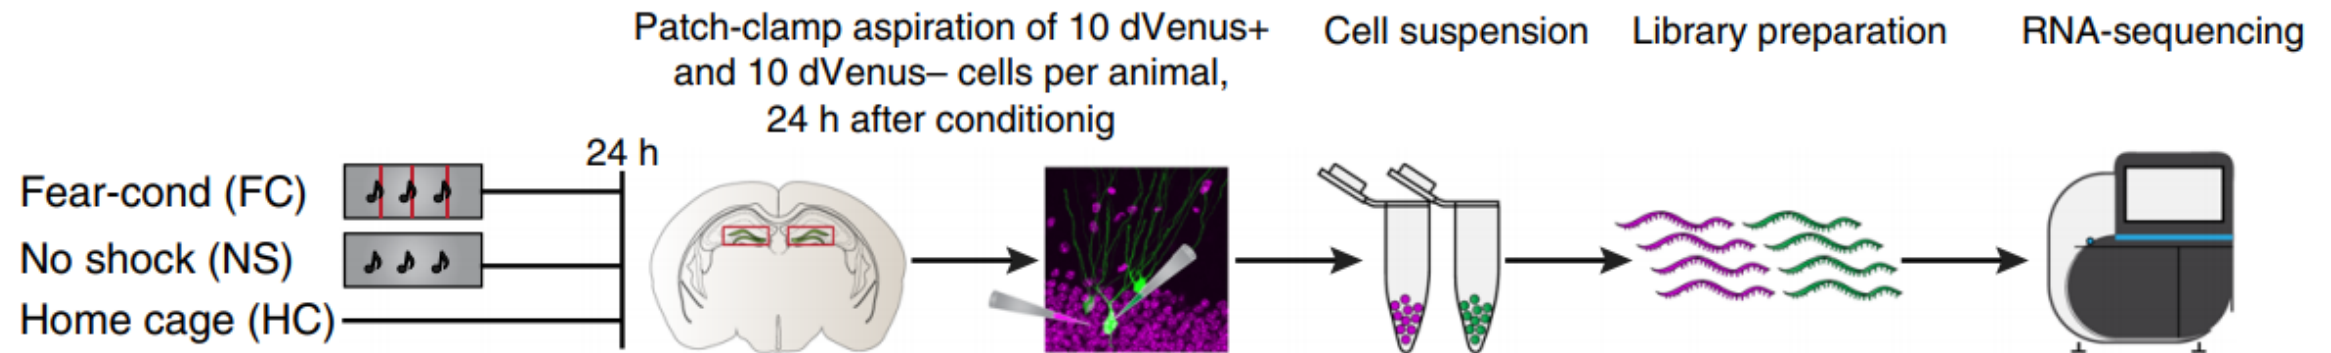 Patch-clamp aspiration of 10 dVenus+
and 10 dVenus– cells per animal,
24 h after conditionig
Cell suspension
Library preparation
RNA-sequencing
24 h
Fear-cond (FC)
No shock (NS)
Home cage (HC)